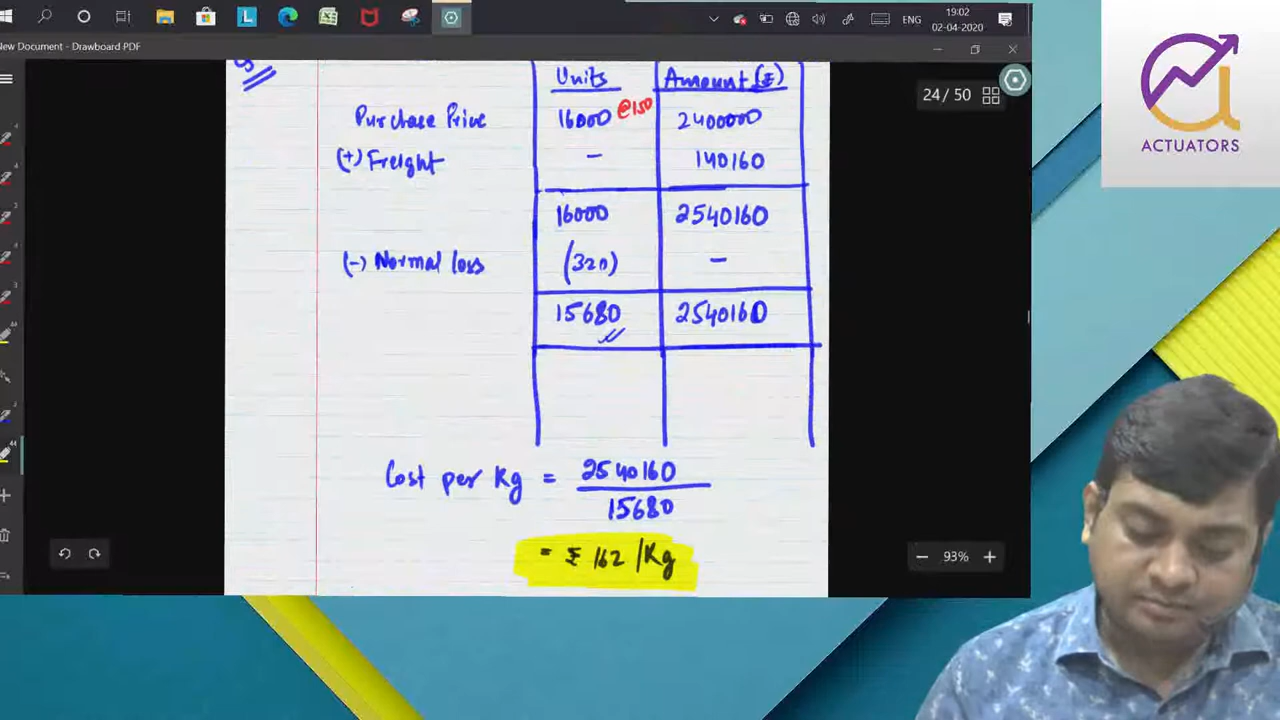 19:02
ENG
02-04-2020
New Document - Drawboard PDF
24 / 50
ACTUATORS
Units Amount (₹)
Purchase Price 16000 @150 2400000
(+) Freight - 140160
16000 2540160
(-) Normal loss (320) -
15680 2540160
Cost per Kg = 2540160
15680
= ₹ 162 /Kg
93%